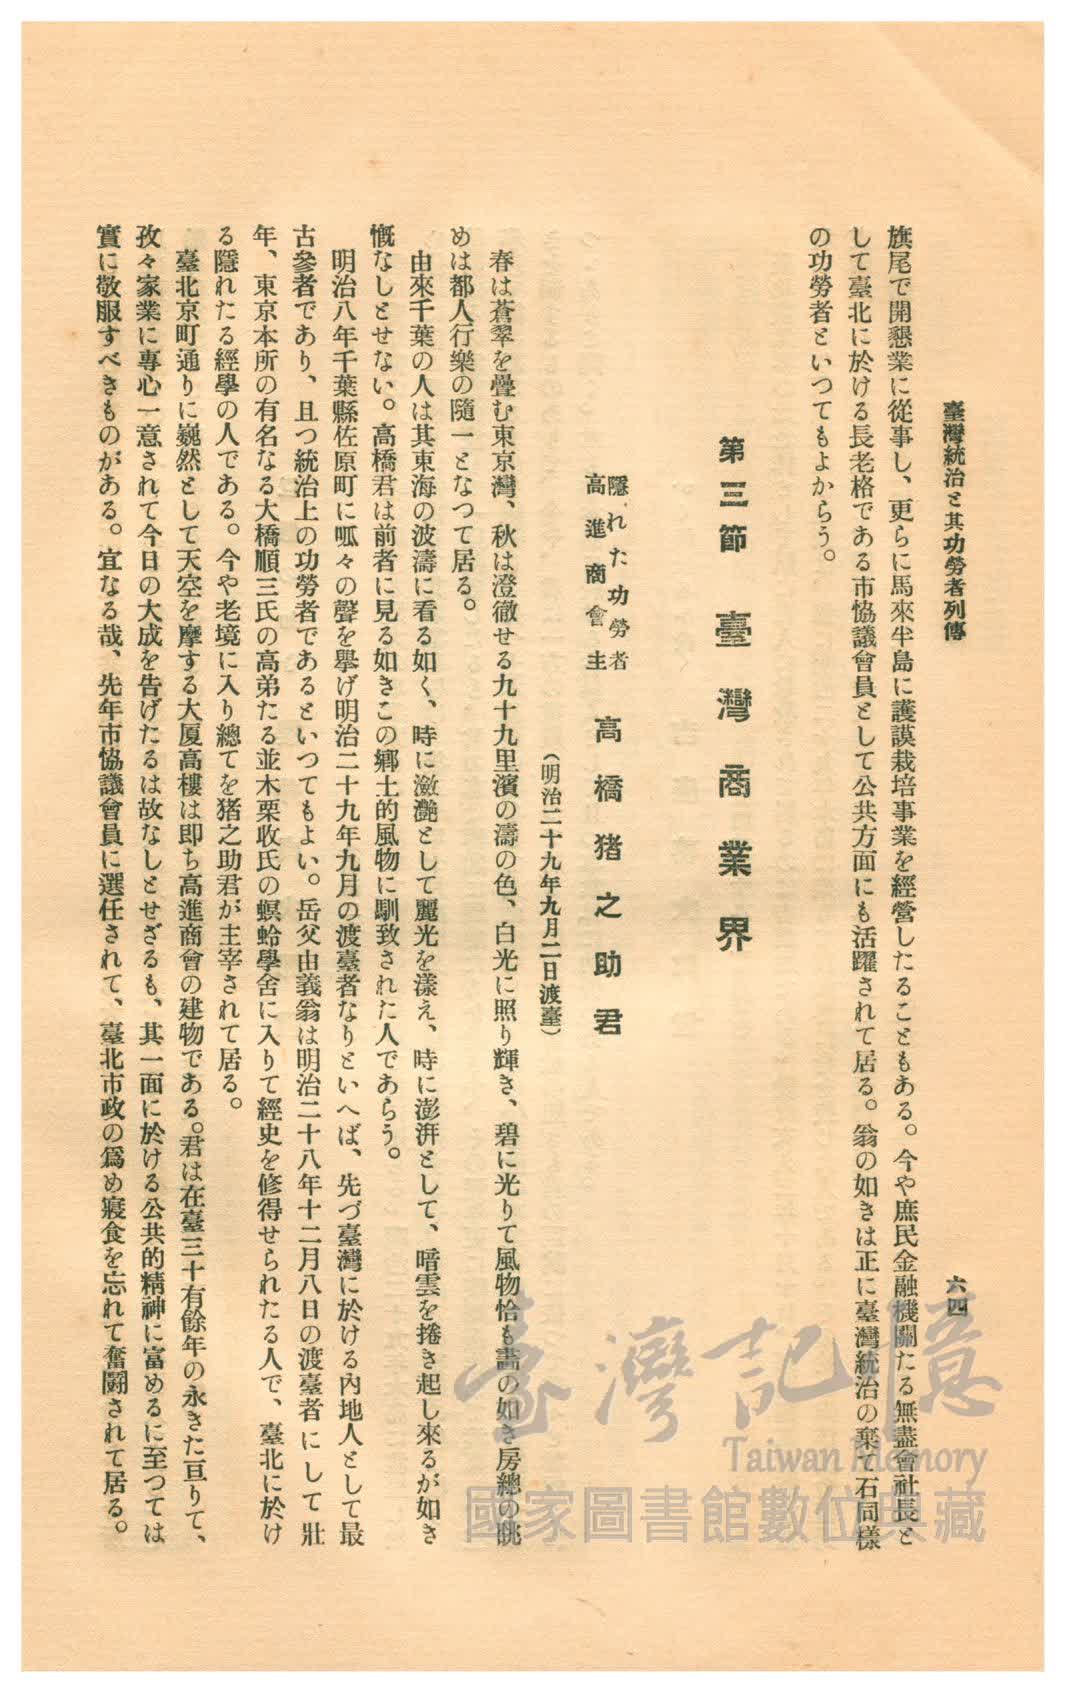 臺灣統治と其功勞者列傳
六四
旗尾で開懇業に從事し、更らに馬來半島に護謨栽培事業を經營したることもある。今や庶民金融機關たる無盡會社長と
して臺北に於ける長老格である市協議會員として公共方面にも活躍されて居る。翁の如きは正に臺灣統治の棄て石同樣
の功勞者といつてもよからう。
第三節 臺灣商業界
隱れた功勞者
高進商會主
高橋猪之助君
（明治二十九年九月二日渡臺）
春は蒼翠を疊む東京灣、秋は澄徹せる九十九里濱の濤の色、白光に照り輝き、碧に光りて風物恰も畫の如き房總の眺
めは都人行樂の隨一となつて居る。
由來千葉の人は其東海の波濤に看る如く、時に瀲灔として麗光を漾え、時に澎湃として、暗雲を捲き起し來るが如き
慨なしとせない。高橋君は前者に見る如きこの鄕土的風物に馴致された人であらう。
明治八年千葉縣佐原町に呱々の聲を擧げ明治二十九年九月の渡臺者なりといへば、先づ臺灣に於ける內地人として最
古參者であり、且つ統治上の功勞者であるといつてもよい。岳父由義翁は明治二十八年十二月八日の渡臺者にして壯
年、東京本所の有名なる大橋順三氏の高弟たる並木栗收氏の螟蛉學舍に入りて經史を修得せられたる人で、臺北に於け
る隱れたる經學の人である。今や老境に入り總てを猪之助君が主宰されて居る。
臺北京町通りに巍然として天空を摩する大厦高樓は即ち高進商會の建物である。君は在臺三十有餘年の永きた亘りて、
孜々家業に專心一意されて今日の大成を告げたるは故なしとせざるも、其一面に於ける公共的精神に富めるに至つては
實に敬服すべきものがある。宜なる哉、先年市協議會員に選任されて、臺北市政の爲め寢食を忘れて奮鬪されて居る。
臺灣記憶
Taiwan Memory
國家圖書館數位典藏